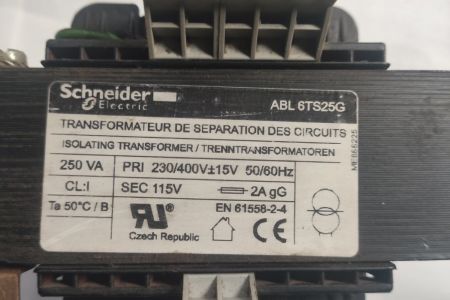 Schneider Electric
ABL 6TS25G
TRANSFORMATEUR DE SEPARATION DES CIRCUITS
ISOLATING TRANSFORMER / TRENNTRANSFORMATOREN
250 VA PRI 230/400V±15V 50/60Hz
CL:I SEC 115V 2A gG
Ta 50°C / B EN 61558-2-4
Czech Republic CE